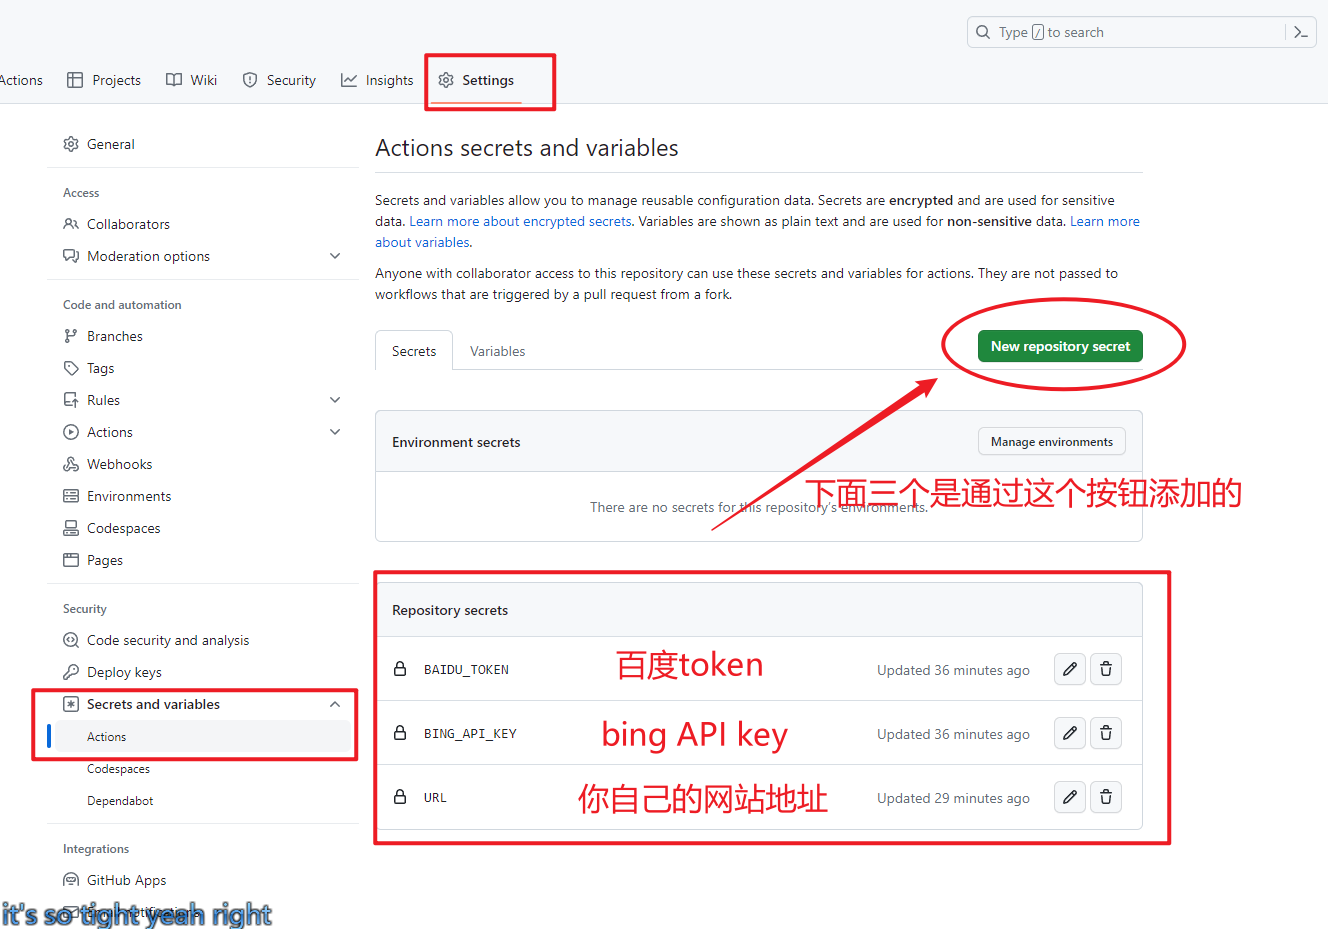 Type / to search
Actions
Projects
Wiki
Security
Insights
Settings
General
Access
Collaborators
Moderation options
Code and automation
Branches
Tags
Rules
Actions
Webhooks
Environments
Codespaces
Pages
Security
Code security and analysis
Deploy keys
Secrets and variables
Actions
Codespaces
Dependabot
Integrations
GitHub Apps
Email notifications
it's so tight yeah right
Actions secrets and variables
Secrets and variables allow you to manage reusable configuration data. Secrets are encrypted and are used for sensitive
data. Learn more about encrypted secrets. Variables are shown as plain text and are used for non-sensitive data. Learn more
about variables.
Anyone with collaborator access to this repository can use these secrets and variables for actions. They are not passed to
workflows that are triggered by a pull request from a fork.
Secrets
Variables
New repository secret
Environment secrets
Manage environments
下面三个是通过这个按钮添加的
There are no secrets for this repository's environments.
Repository secrets
BAIDU_TOKEN
百度token
Updated 36 minutes ago
BING_API_KEY
bing API key
Updated 36 minutes ago
URL
你自己的网站地址
Updated 29 minutes ago